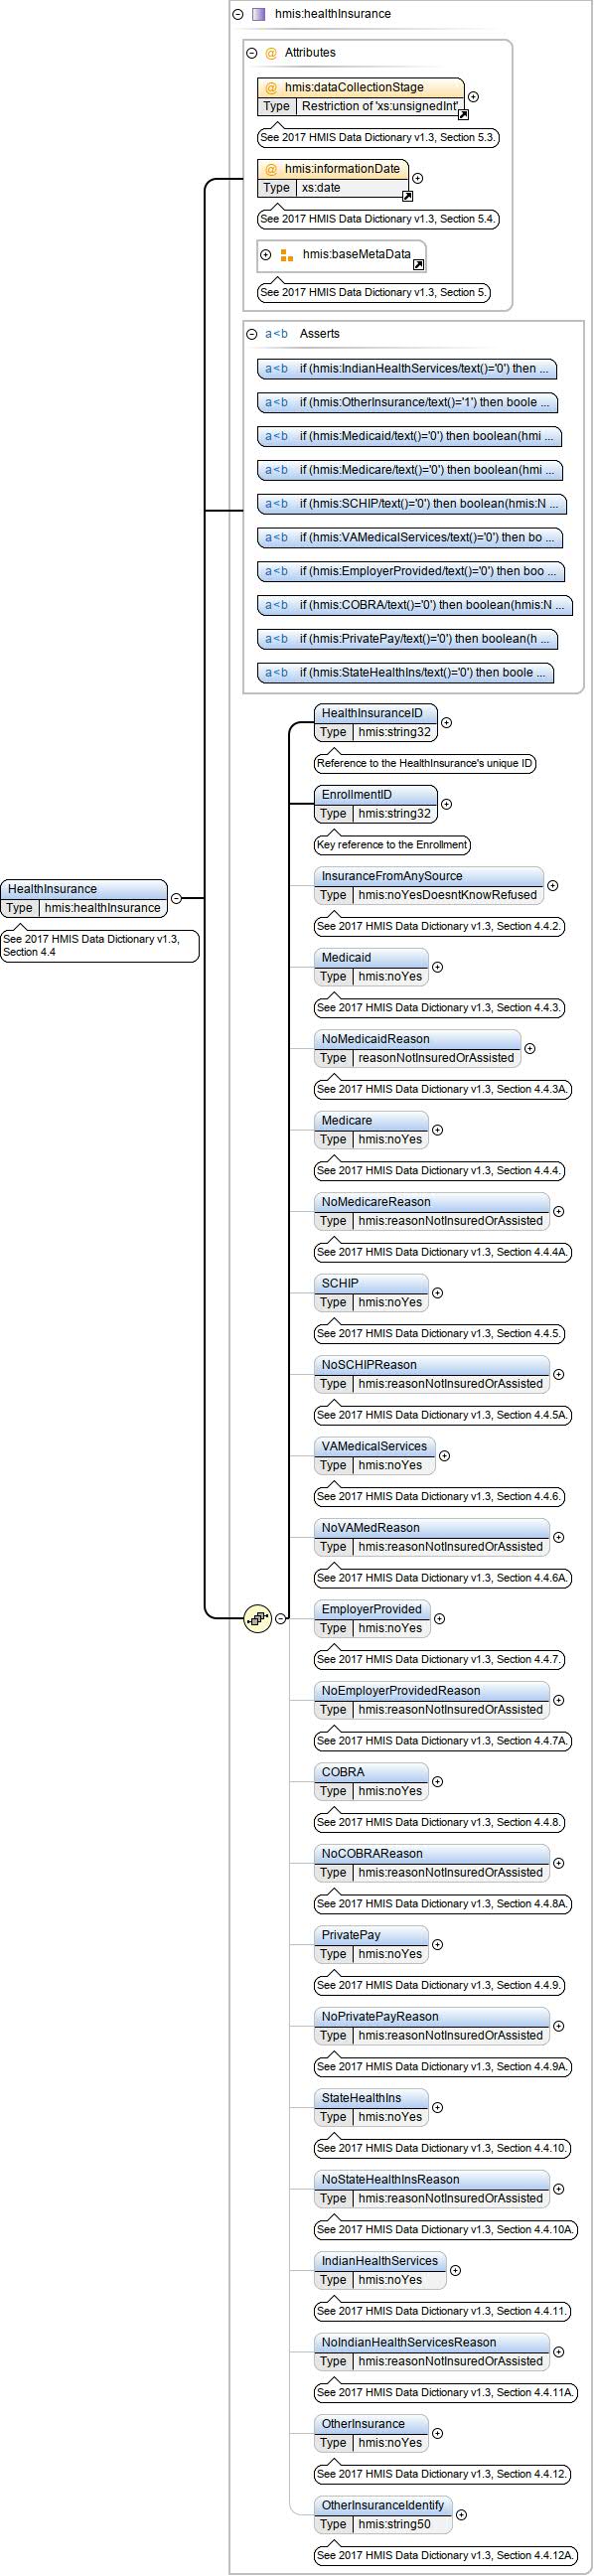 hmis:healthInsurance
Attributes
@ hmis:dataCollectionStage
Type Restriction of 'xs:unsignedInt'
See 2017 HMIS Data Dictionary v1.3, Section 5.3.
@ hmis:informationDate
Type xs:date
See 2017 HMIS Data Dictionary v1.3, Section 5.4.
hmis:baseMetaData
See 2017 HMIS Data Dictionary v1.3, Section 5.
a<b Asserts
a<b if (hmis:IndianHealthServices/text()='0') then ...
a<b if (hmis:OtherInsurance/text()='1') then boole ...
a<b if (hmis:Medicaid/text()='0') then boolean(hmi ...
a<b if (hmis:Medicare/text()='0') then boolean(hmi ...
a<b if (hmis:SCHIP/text()='0') then boolean(hmis:N ...
a<b if (hmis:VAMedicalServices/text()='0') then bo ...
a<b if (hmis:EmployerProvided/text()='0') then boo ...
a<b if (hmis:COBRA/text()='0') then boolean(hmis:N ...
a<b if (hmis:PrivatePay/text()='0') then boolean(h ...
a<b if (hmis:StateHealthIns/text()='0') then boole ...
HealthInsurance
Type hmis:healthInsurance
See 2017 HMIS Data Dictionary v1.3,
Section 4.4
HealthInsuranceID
Type hmis:string32
Reference to the HealthInsurance's unique ID
EnrollmentID
Type hmis:string32
Key reference to the Enrollment
InsuranceFromAnySource
Type hmis:noYesDoesntKnowRefused
See 2017 HMIS Data Dictionary v1.3, Section 4.4.2.
Medicaid
Type hmis:noYes
See 2017 HMIS Data Dictionary v1.3, Section 4.4.3.
NoMedicaidReason
Type reasonNotInsuredOrAssisted
See 2017 HMIS Data Dictionary v1.3, Section 4.4.3A.
Medicare
Type hmis:noYes
See 2017 HMIS Data Dictionary v1.3, Section 4.4.4.
NoMedicareReason
Type hmis:reasonNotInsuredOrAssisted
See 2017 HMIS Data Dictionary v1.3, Section 4.4.4A.
SCHIP
Type hmis:noYes
See 2017 HMIS Data Dictionary v1.3, Section 4.4.5.
NoSCHIPReason
Type hmis:reasonNotInsuredOrAssisted
See 2017 HMIS Data Dictionary v1.3, Section 4.4.5A.
VAMedicalServices
Type hmis:noYes
See 2017 HMIS Data Dictionary v1.3, Section 4.4.6.
NoVAMedReason
Type hmis:reasonNotInsuredOrAssisted
See 2017 HMIS Data Dictionary v1.3, Section 4.4.6A.
EmployerProvided
Type hmis:noYes
See 2017 HMIS Data Dictionary v1.3, Section 4.4.7.
NoEmployerProvidedReason
Type hmis:reasonNotInsuredOrAssisted
See 2017 HMIS Data Dictionary v1.3, Section 4.4.7A.
COBRA
Type hmis:noYes
See 2017 HMIS Data Dictionary v1.3, Section 4.4.8.
NoCOBRAReason
Type hmis:reasonNotInsuredOrAssisted
See 2017 HMIS Data Dictionary v1.3, Section 4.4.8A.
PrivatePay
Type hmis:noYes
See 2017 HMIS Data Dictionary v1.3, Section 4.4.9.
NoPrivatePayReason
Type hmis:reasonNotInsuredOrAssisted
See 2017 HMIS Data Dictionary v1.3, Section 4.4.9A.
StateHealthIns
Type hmis:noYes
See 2017 HMIS Data Dictionary v1.3, Section 4.4.10.
NoStateHealthInsReason
Type hmis:reasonNotInsuredOrAssisted
See 2017 HMIS Data Dictionary v1.3, Section 4.4.10A.
IndianHealthServices
Type hmis:noYes
See 2017 HMIS Data Dictionary v1.3, Section 4.4.11.
NoIndianHealthServicesReason
Type hmis:reasonNotInsuredOrAssisted
See 2017 HMIS Data Dictionary v1.3, Section 4.4.11A.
OtherInsurance
Type hmis:noYes
See 2017 HMIS Data Dictionary v1.3, Section 4.4.12.
OtherInsuranceIdentify
Type hmis:string50
See 2017 HMIS Data Dictionary v1.3, Section 4.4.12A.